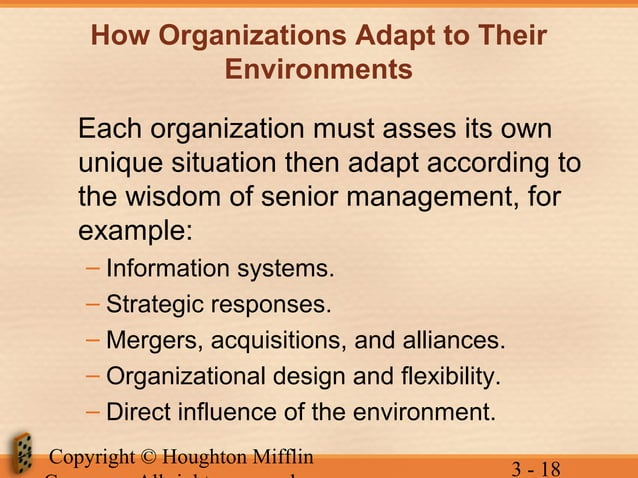 How Organizations Adapt to Their
Environments
Each organization must asses its own
unique situation then adapt according to
the wisdom of senior management, for
example:
– Information systems.
– Strategic responses.
– Mergers, acquisitions, and alliances.
– Organizational design and flexibility.
– Direct influence of the environment.
Copyright © Houghton Mifflin
3 - 18